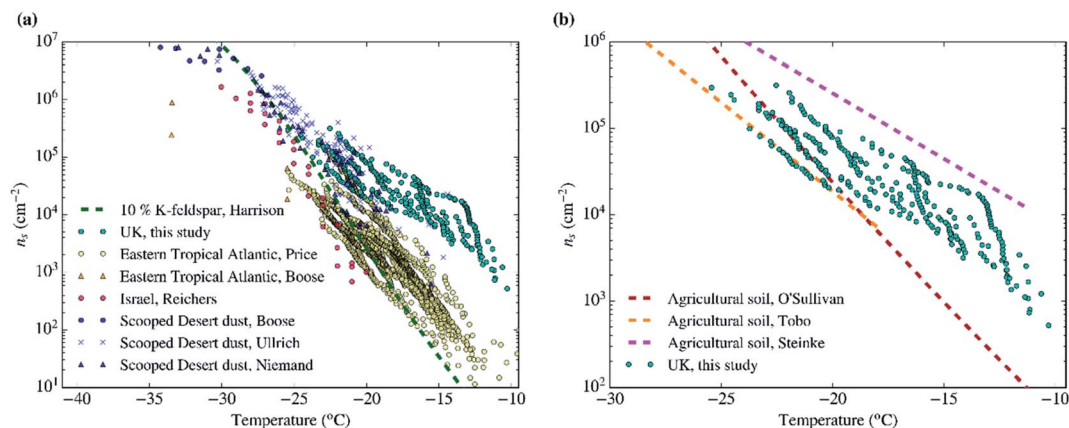 (a)
10⁷
10⁶
10⁵
10⁴
10³
10²
10¹
nₛ (cm⁻²)
10 % K-feldspar, Harrison
UK, this study
Eastern Tropical Atlantic, Price
Eastern Tropical Atlantic, Boose
Israel, Reichers
Scooped Desert dust, Boose
Scooped Desert dust, Ullrich
Scooped Desert dust, Niemand
−40 −35 −30 −25 −20 −15 −10
Temperature (°C)
(b)
10⁶
10⁵
10⁴
10³
10²
nₛ (cm⁻²)
Agricultural soil, O'Sullivan
Agricultural soil, Tobo
Agricultural soil, Steinke
UK, this study
−30 −25 −20 −15 −10
Temperature (°C)